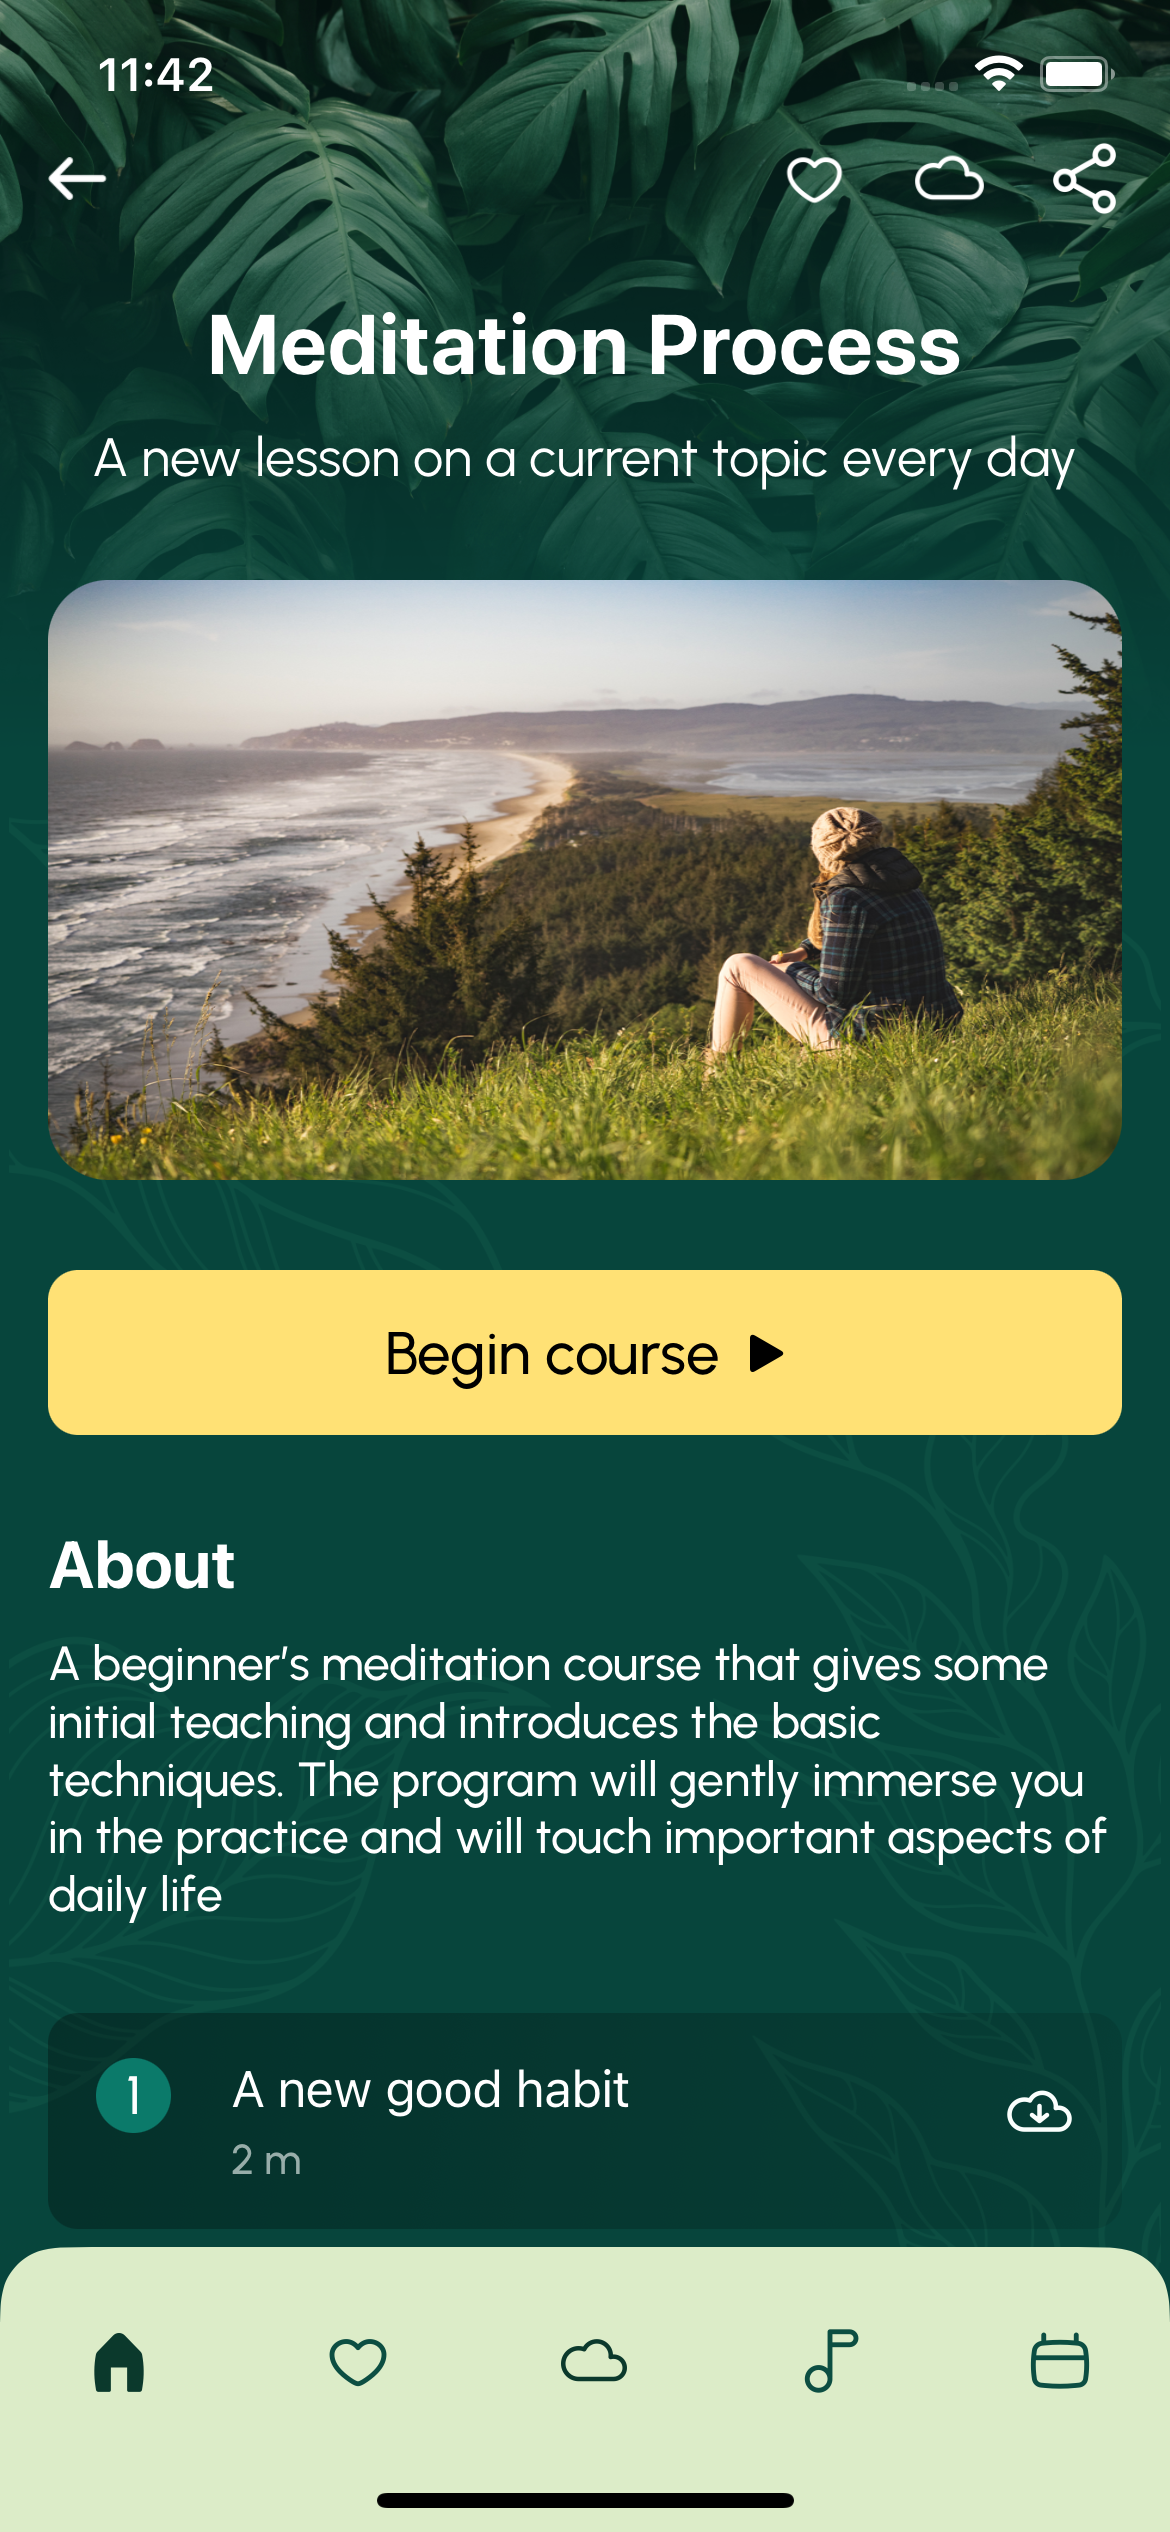 11:42
Meditation Process
A new lesson on a current topic every day
Begin course
About
A beginner’s meditation course that gives some
initial teaching and introduces the basic
techniques. The program will gently immerse you
in the practice and will touch important aspects of
daily life
1
A new good habit
2 m